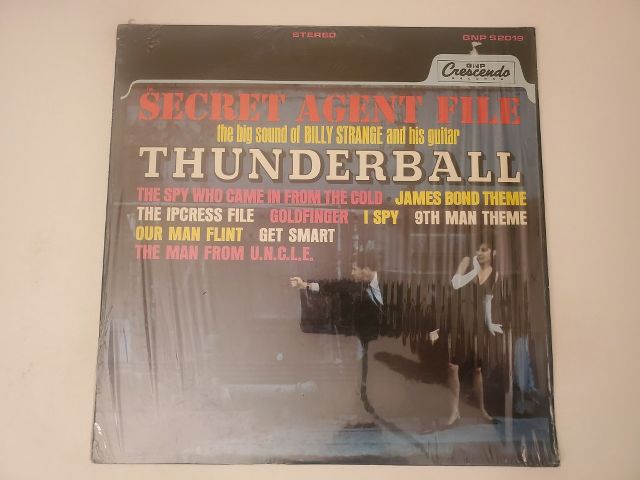 STEREO
GNP S2019
GNP
Crescendo
RECORDS
SECRET AGENT FILE
the big sound of BILLY STRANGE and his guitar
THUNDERBALL
THE SPY WHO CAME IN FROM THE COLD JAMES BOND THEME
THE IPCRESS FILE GOLDFINGER I SPY 9TH MAN THEME
OUR MAN FLINT GET SMART
THE MAN FROM U.N.C.L.E.